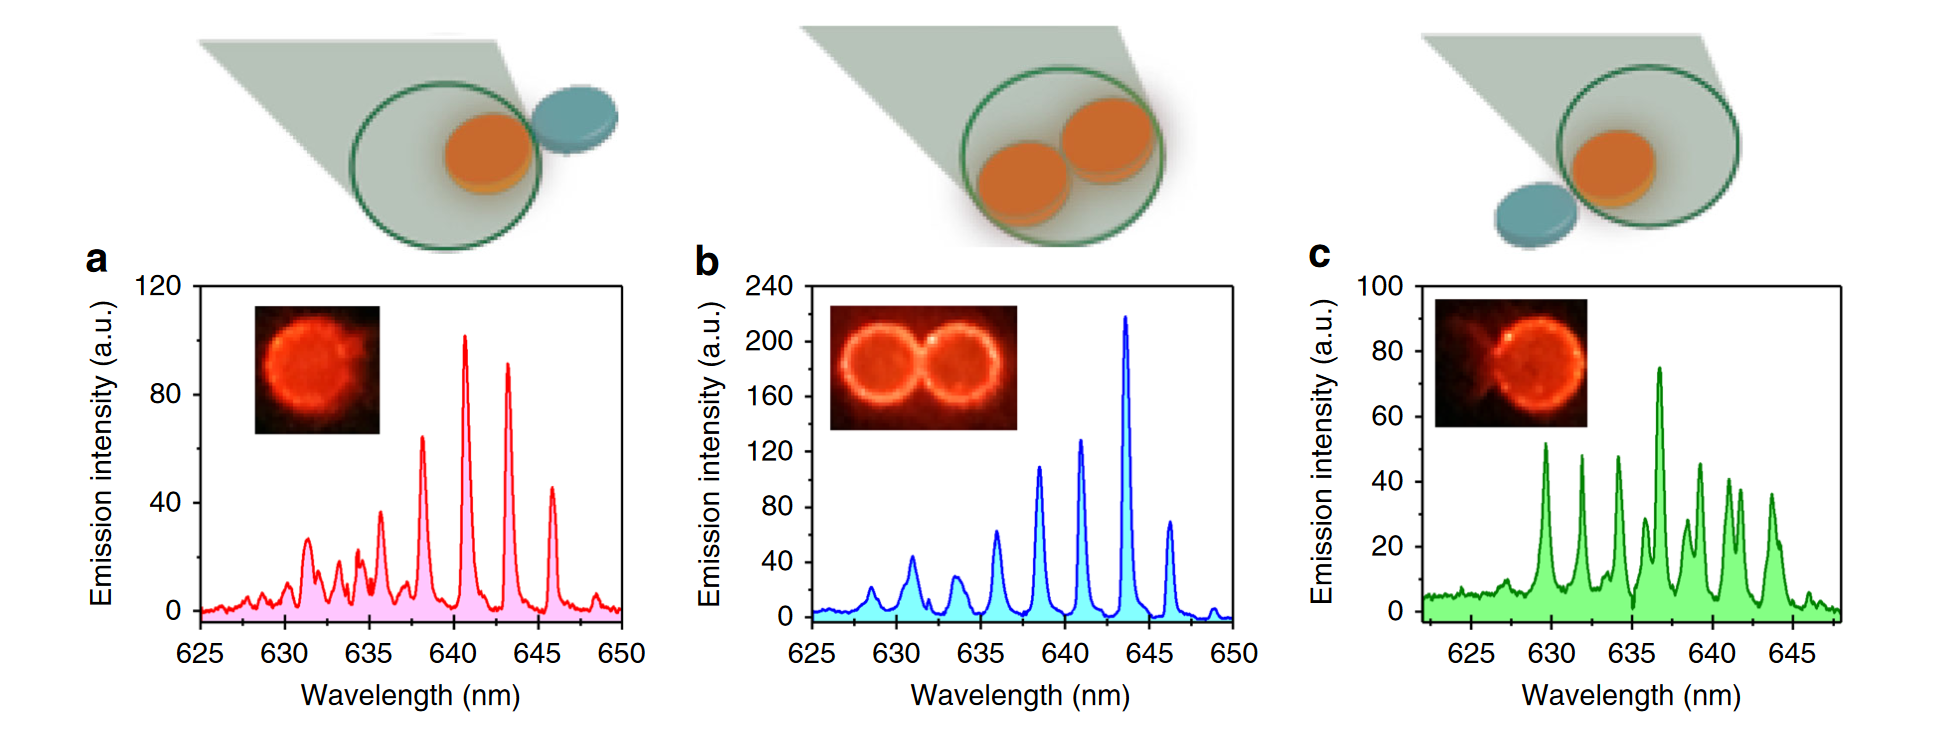 a
120
80
40
0
Emission intensity (a.u.)
625 630 635 640 645 650
Wavelength (nm)
b
240
200
160
120
80
40
0
Emission intensity (a.u.)
625 630 635 640 645 650
Wavelength (nm)
c
100
80
60
40
20
0
Emission intensity (a.u.)
625 630 635 640 645
Wavelength (nm)